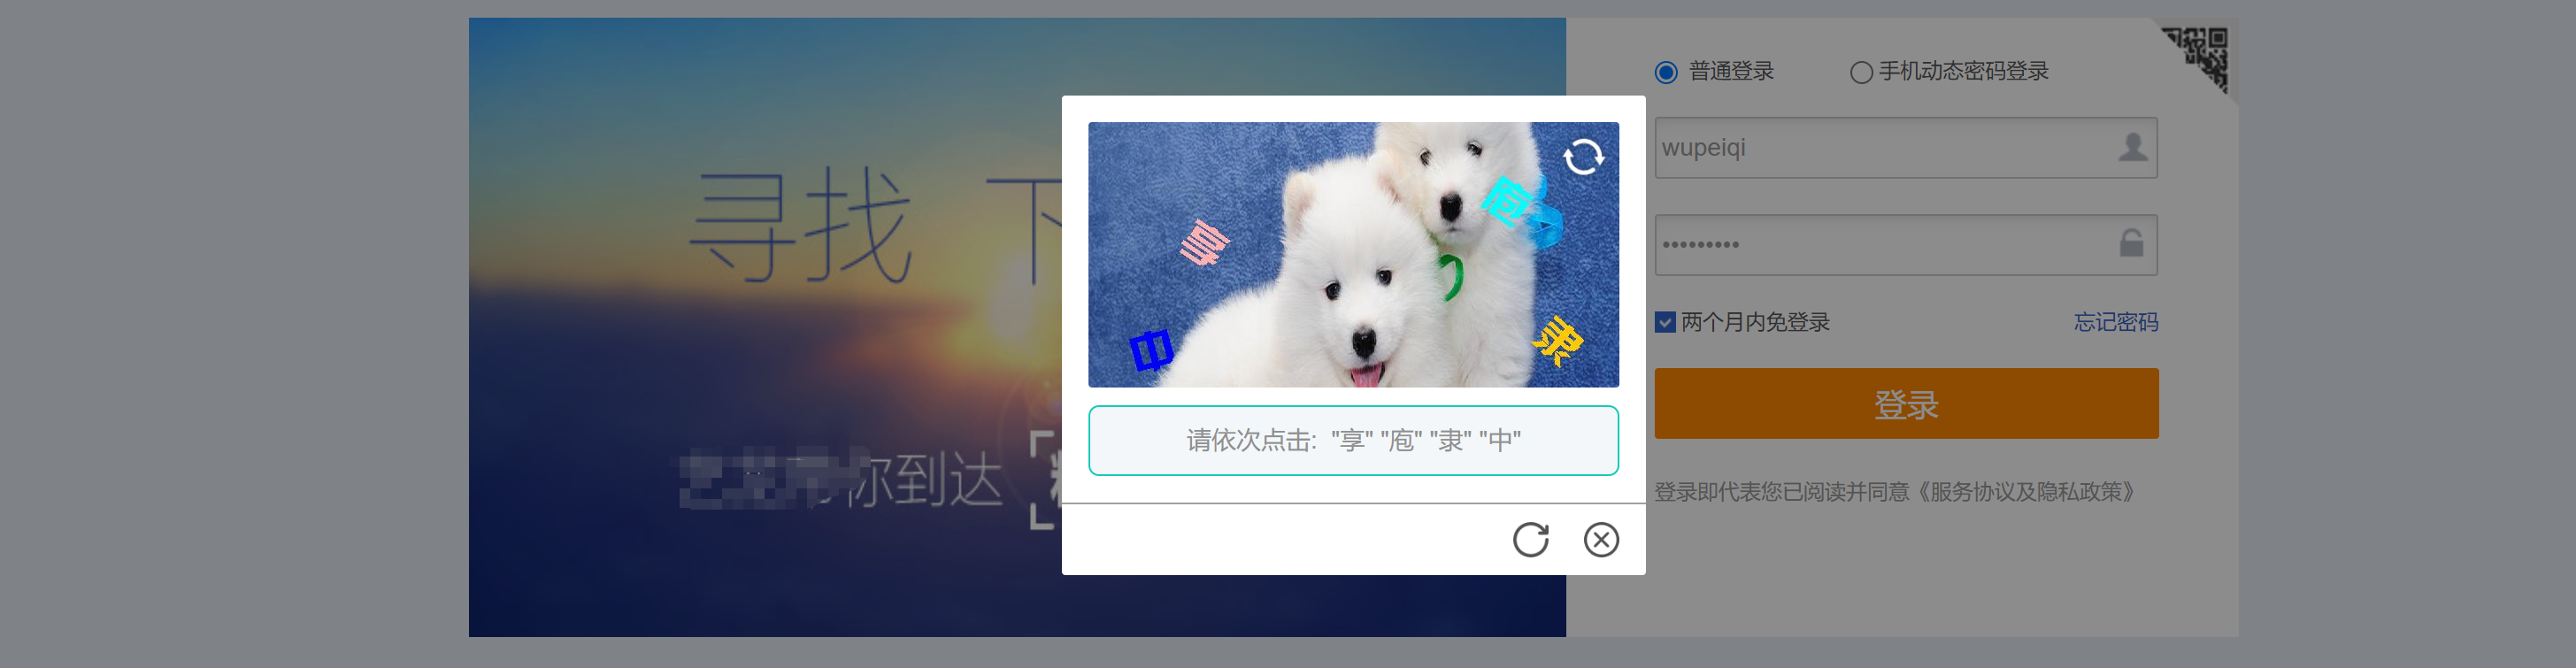 普通登录 手机动态密码登录
寻找 下
wupeiqi
•••••••••
享
庖
中
隶
两个月内免登录 忘记密码
登录
请依次点击: "享" "庖" "隶" "中"
你到达
登录即代表您已阅读并同意《服务协议及隐私政策》